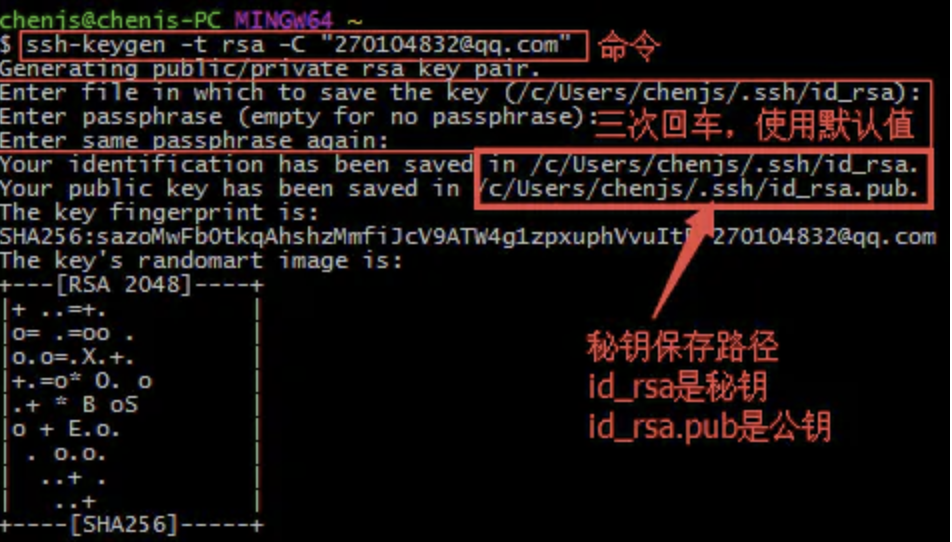 chenjs@chenjs-PC MINGW64 ~
$ ssh-keygen -t rsa -C "270104832@qq.com" 命令
Generating public/private rsa key pair.
Enter file in which to save the key (/c/Users/chenjs/.ssh/id_rsa):
Enter passphrase (empty for no passphrase):三次回车，使用默认值
Enter same passphrase again:
Your identification has been saved in /c/Users/chenjs/.ssh/id_rsa.
Your public key has been saved in /c/Users/chenjs/.ssh/id_rsa.pub.
The key fingerprint is:
270104832@qq.com
The key's randomart image is:
+---[RSA 2048]----+
|+ ..=+.          |
|o= .=oo .        |
|o.o=.X.+.        |
|+.=o* O. o       |
|.+ * B oS        |
|o + E.o.         |
| . o.o.          |
|  ..+ .          |
|   ..+           |
+----[SHA256]-----+
秘钥保存路径
id_rsa是秘钥
id_rsa.pub是公钥